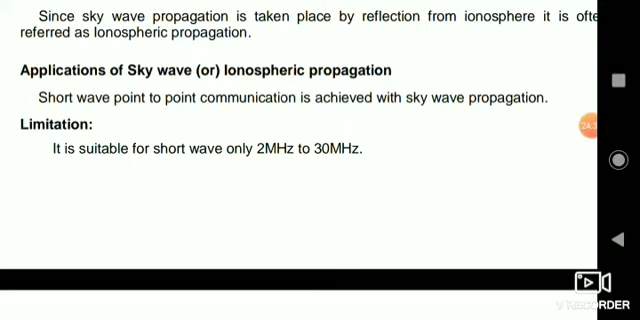 Since sky wave propagation is taken place by reflection from ionosphere it is ofte
referred as Ionospheric propagation.
Applications of Sky wave (or) Ionospheric propagation
Short wave point to point communication is achieved with sky wave propagation.
Limitation:
It is suitable for short wave only 2MHz to 30MHz.